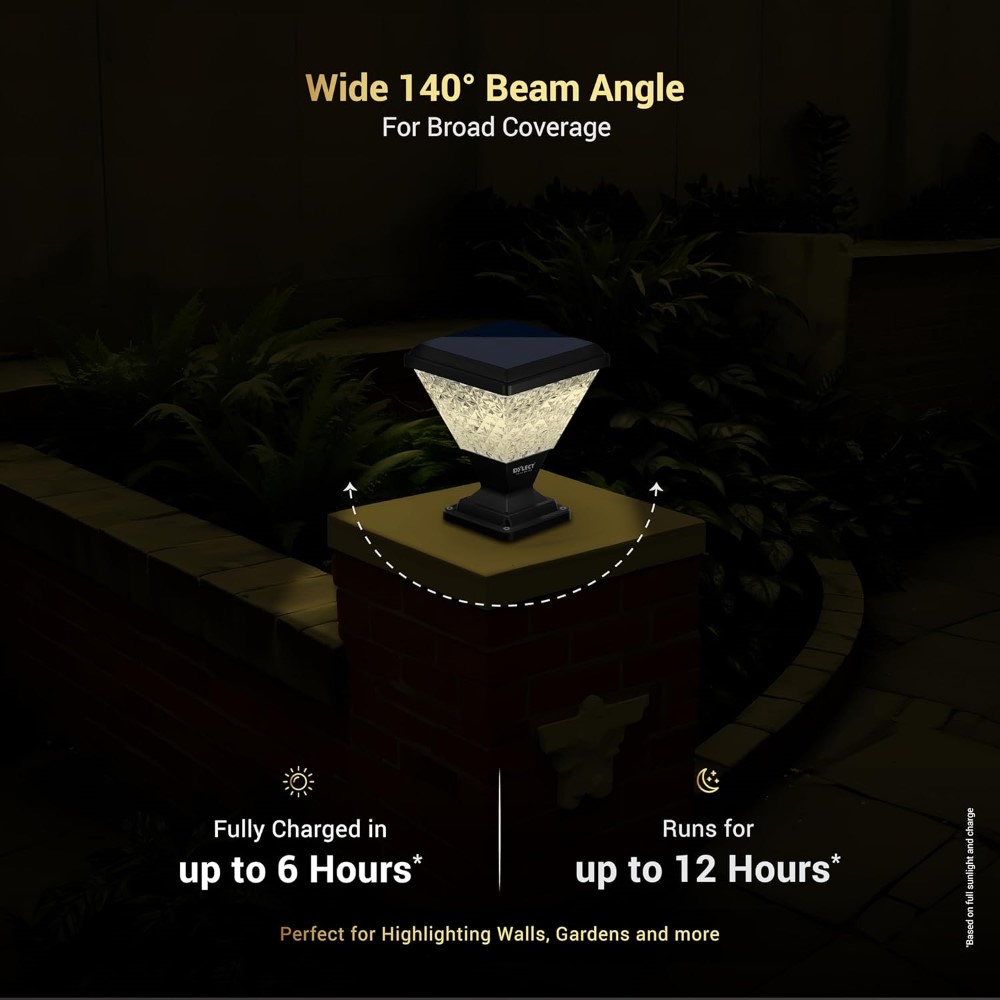 Wide 140° Beam Angle
For Broad Coverage
Fully Charged in
up to 6 Hours*
Runs for
up to 12 Hours*
Perfect for Highlighting Walls, Gardens and more
*Based on full sunlight and charge